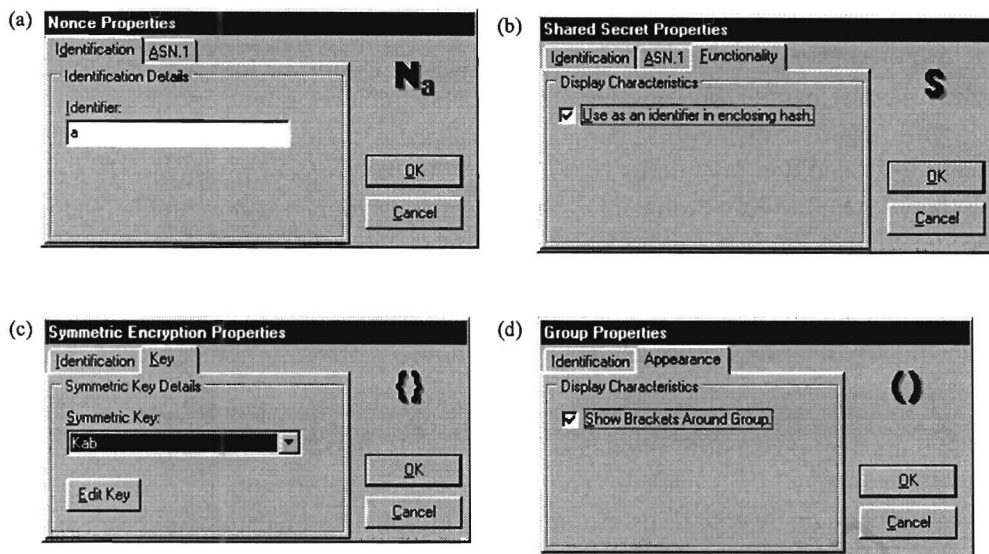 (a)
Nonce Properties
Identification ASN.1
Identification Details
Identifier:
a
Na
OK
Cancel
(b)
Shared Secret Properties
Identification ASN.1 Functionality
Display Characteristics
Use as an identifier in enclosing hash.
S
OK
Cancel
(c)
Symmetric Encryption Properties
Identification Key
Symmetric Key Details
Symmetric Key:
Kab
Edit Key
{}
OK
Cancel
(d)
Group Properties
Identification Appearance
Display Characteristics
Show Brackets Around Group.
()
OK
Cancel